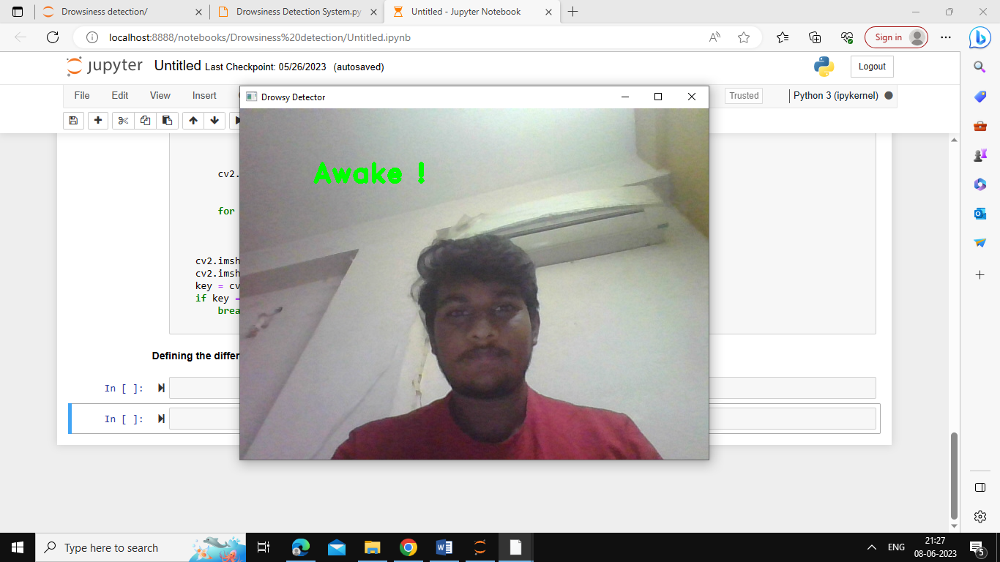 Drowsiness detection/
Drowsiness Detection System.py
Untitled - Jupyter Notebook
localhost:8888/notebooks/Drowsiness%20detection/Untitled.ipynb
Sign in
jupyter Untitled Last Checkpoint: 05/26/2023 (autosaved)
Logout
File Edit View Insert
Trusted
Python 3 (ipykernel)
Drowsy Detector
Awake !
cv2.
for
cv2.imsh
cv2.imsh
key = cv
if key =
brea
Defining the differ
In [ ]:
In [ ]:
Type here to search
ENG
21:27
08-06-2023
5